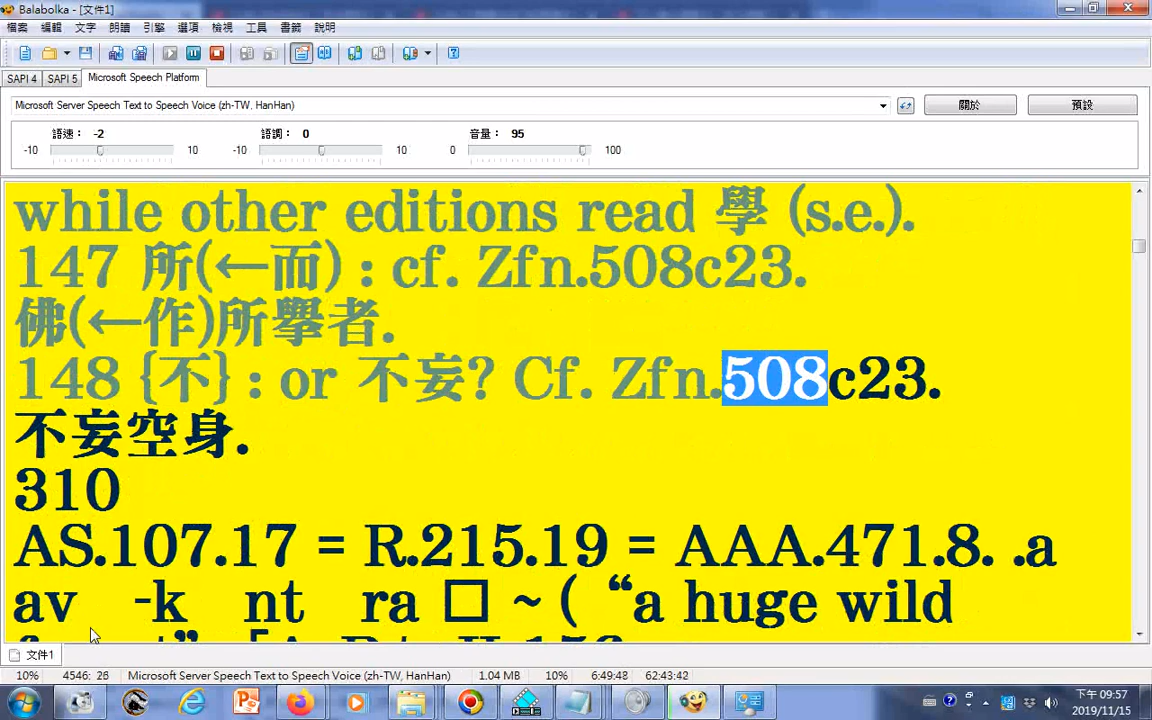 Balabolka - [文件1]
檔案 編輯 文字 朗讀 引擎 選項 檢視 工具 書籤 說明
SAPI 4 SAPI 5 Microsoft Speech Platform
Microsoft Server Speech Text to Speech Voice (zh-TW, HanHan) 關於 預設
語速： -2 語調： 0 音量： 95
-10 10 -10 10 0 100
while other editions read 學 (s.e.).
147 所(←而) : cf. Zfn.508c23.
佛(←作)所擧者.
148 {不} : or 不妄? Cf. Zfn.508c23.
不妄空身.
310
AS.107.17 = R.215.19 = AAA.471.8. .a
av -k nt ra □ ~ ( “a huge wild
文件1
10% 4546: 26 Microsoft Server Speech Text to Speech Voice (zh-TW, HanHan) 1.04 MB 10% 6:49:48 62:43:42
下午 09:57
2019/11/15